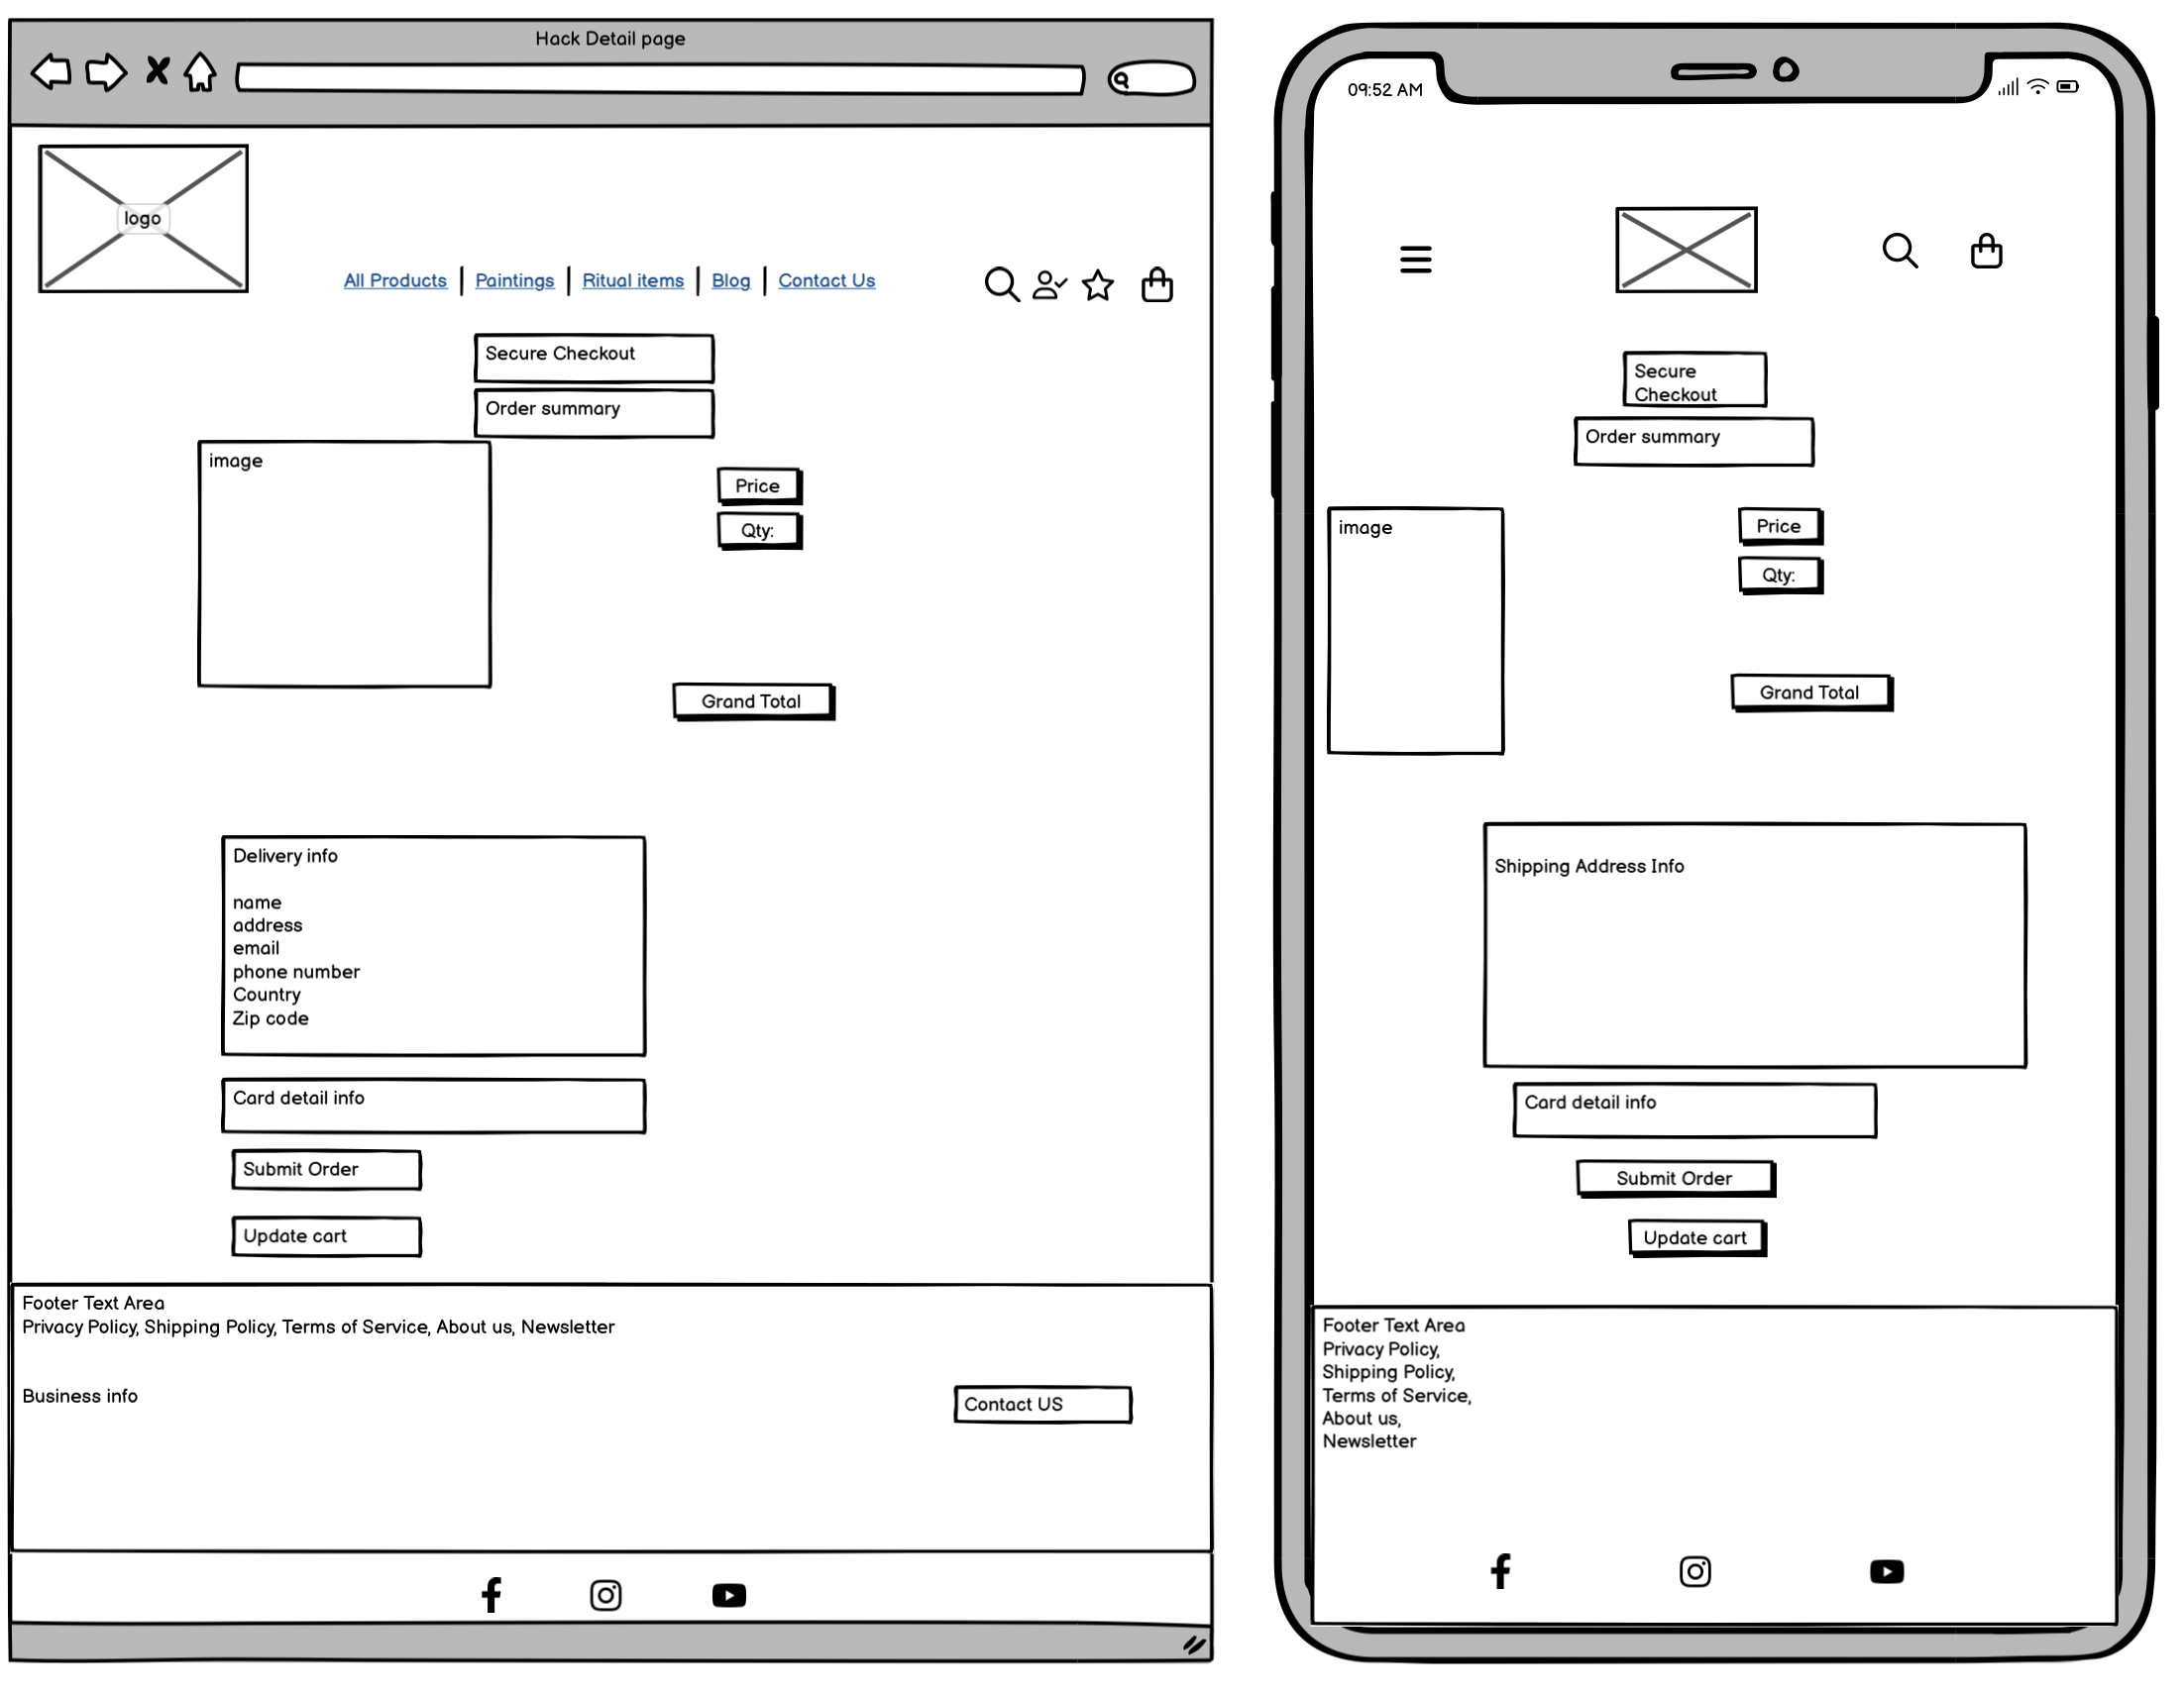 Hack Detail page
logo
All Products
Paintings
Ritual items
Blog
Contact Us
Secure Checkout
Order summary
image
Price
Qty:
Grand Total
Delivery info
name
address
email
phone number
Country
Zip code
Card detail info
Submit Order
Update cart
Footer Text Area
Privacy Policy, Shipping Policy, Terms of Service, About us, Newsletter
Business info
Contact US
09:52 AM
Secure
Checkout
Order summary
image
Price
Qty:
Grand Total
Shipping Address Info
Card detail info
Submit Order
Update cart
Footer Text Area
Privacy Policy,
Shipping Policy,
Terms of Service,
About us,
Newsletter